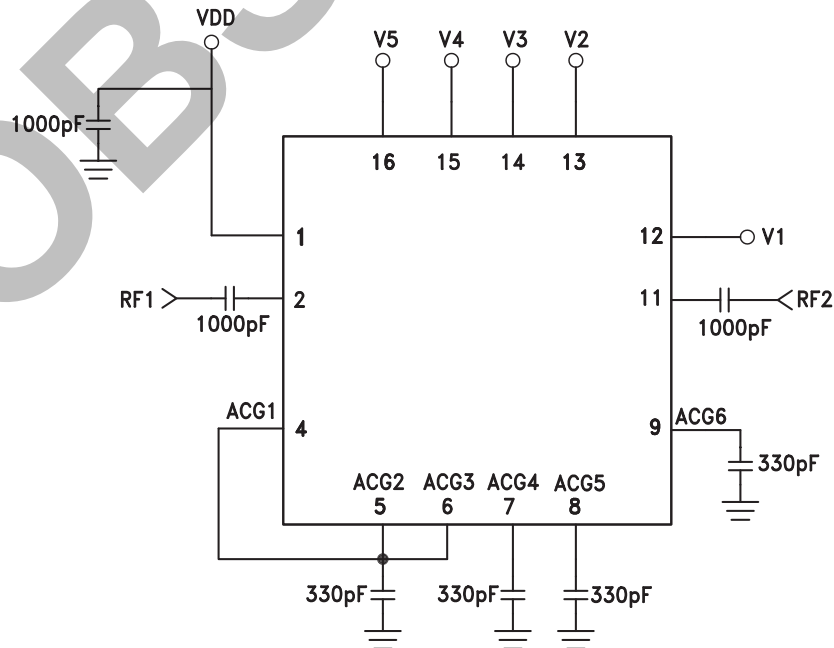 VDD
V5 V4 V3 V2
1000pF
16 15 14 13
1 12 V1
RF1 2 11 RF2
1000pF 1000pF
ACG1 4 9 ACG6
330pF
ACG2 ACG3 ACG4 ACG5
5 6 7 8
330pF 330pF 330pF